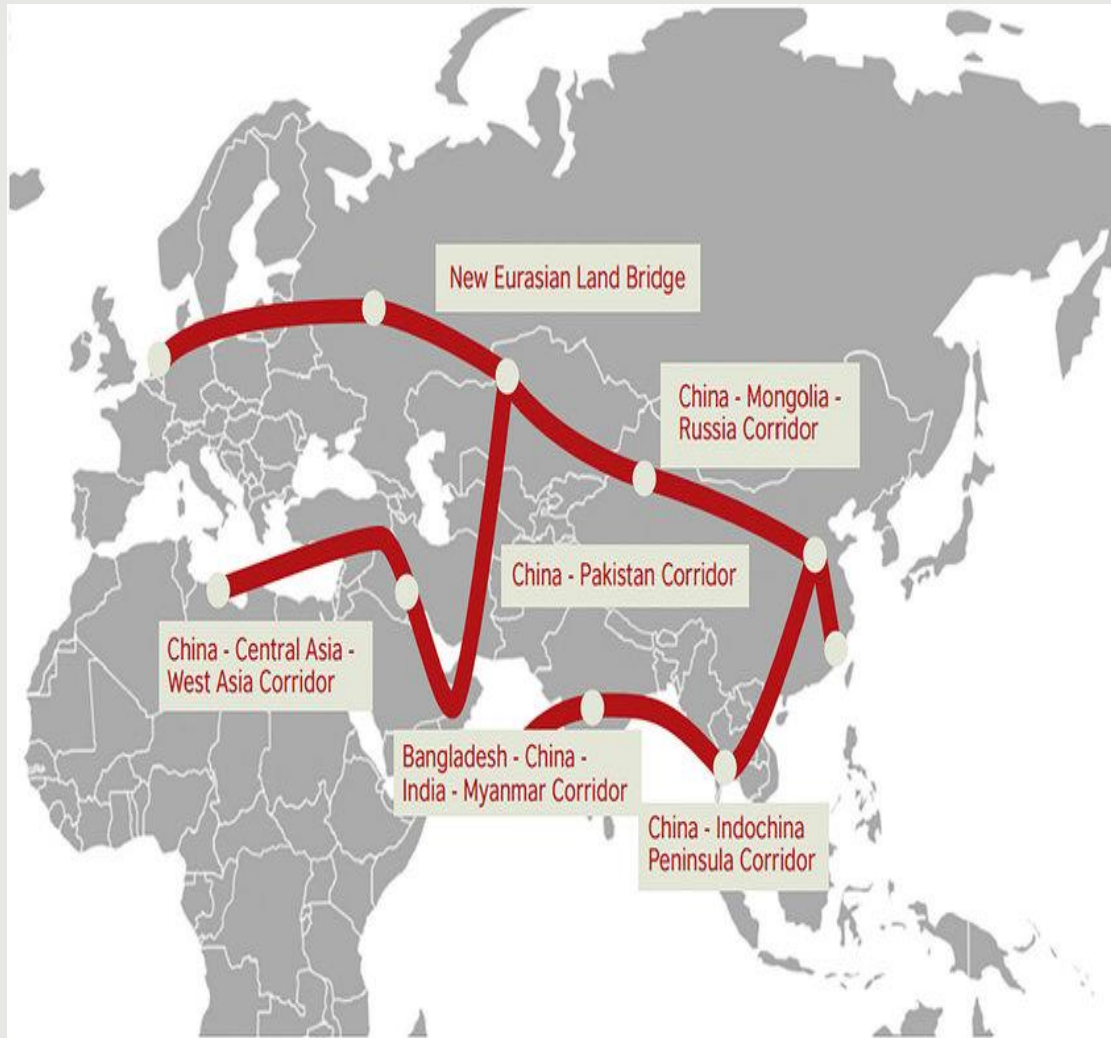 New Eurasian Land Bridge
China - Mongolia -
Russia Corridor
China - Pakistan Corridor
China - Central Asia -
West Asia Corridor
Bangladesh - China -
India - Myanmar Corridor
China - Indochina
Peninsula Corridor